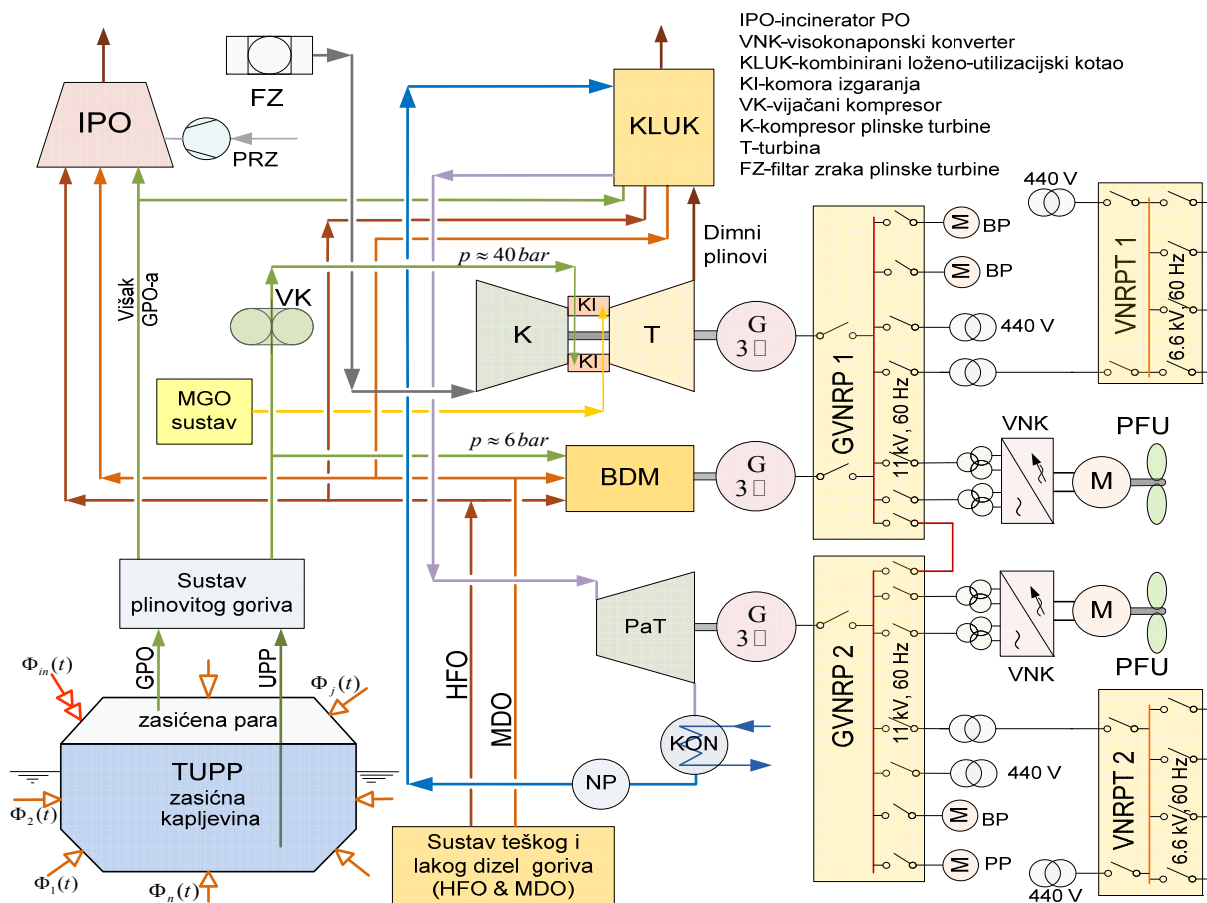 IPO-incinerator PO
VNK-visokonaponski konverter
KLUK-kombinirani loženo-utilizacijski kotao
KI-komora izgaranja
VK-vijačani kompresor
K-kompresor plinske turbine
T-turbina
FZ-filtar zraka plinske turbine
IPO
FZ
PRZ
KLUK
440 V
VNRPT 1
6.6 kV, 60 Hz
Dimni
plinovi
M
BP
M
BP
p ≈ 40 bar
Višak
GPO-a
VK
KI
K
T
KI
G
3□
GVNRP 1
11 kV, 60 Hz
440 V
MGO
sustav
p ≈ 6 bar
BDM
G
3□
VNK
~
M
PFU
Sustav
plinovitog goriva
PaT
G
3□
GVNRP 2
11 kV, 60 Hz
VNK
~
M
PFU
GPO
UPP
HFO
MDO
Φin(t)
Φj(t)
zasićena para
TUPP
zasićna
kapljevina
Φ2(t)
Φ1(t)
Φn(t)
KON
NP
440 V
M
BP
M
PP
VNRPT 2
6.6 kV, 60 Hz
440 V
Sustav teškog i
lakog dizel goriva
(HFO & MDO)